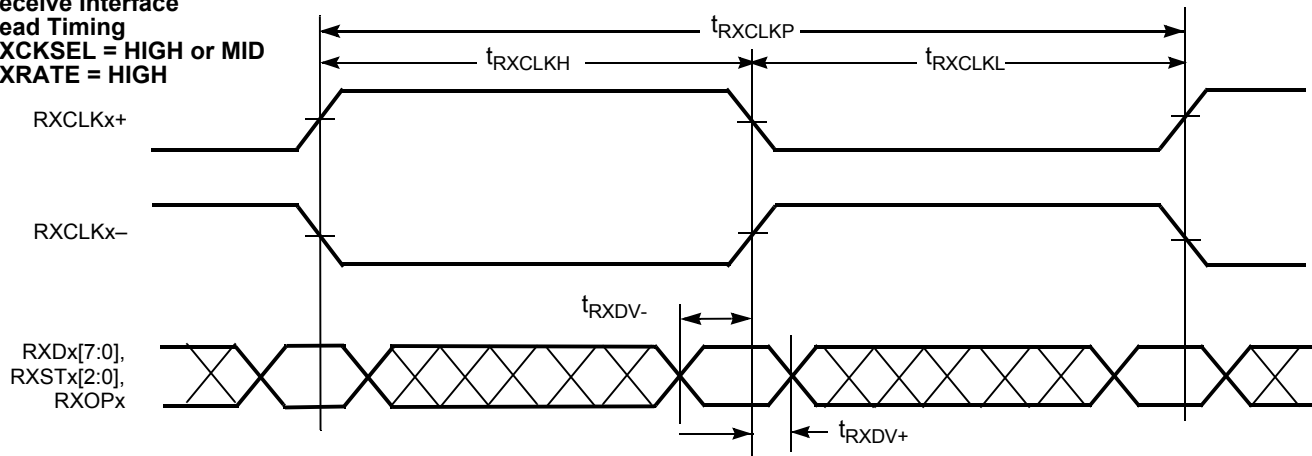 eceive Interface
ead Timing
XCKSEL = HIGH or MID
XRATE = HIGH
tRXCLKP
tRXCLKH
tRXCLKL
RXCLKx+
RXCLKx–
tRXDV-
RXDx[7:0],
RXSTx[2:0],
RXOPx
tRXDV+